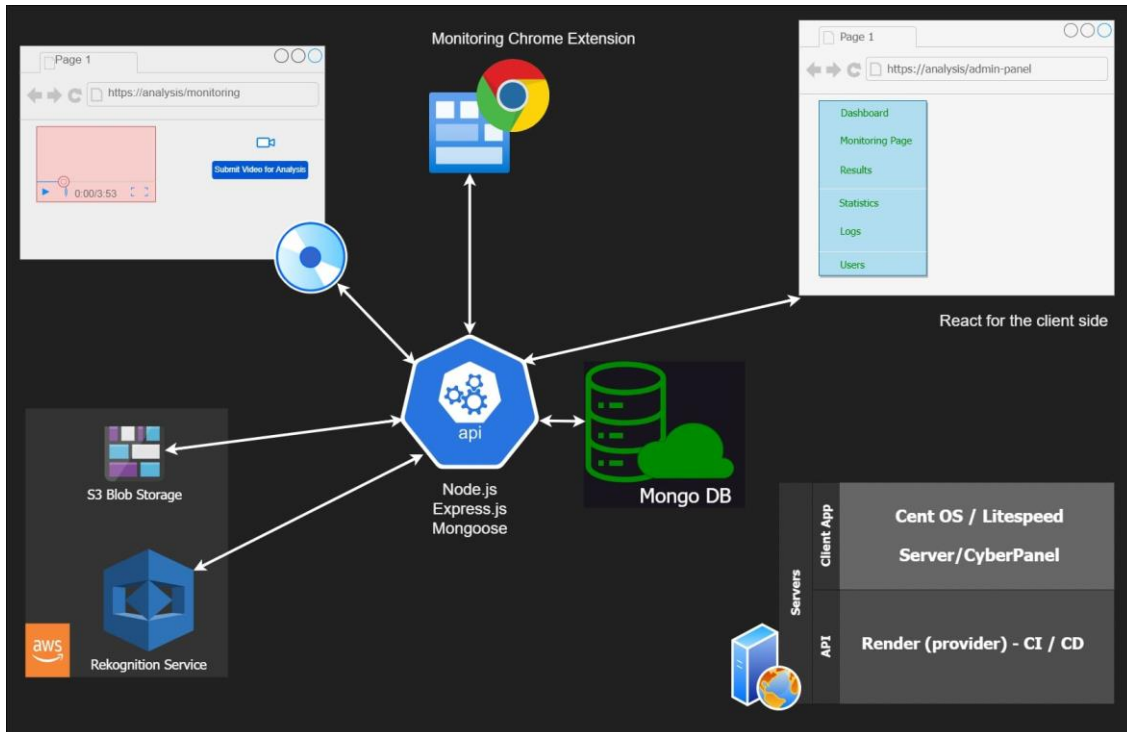 Page 1
https://analysis/monitoring
Submit Video for Analysis
0:00/3:53
Monitoring Chrome Extension
Page 1
https://analysis/admin-panel
Dashboard
Monitoring Page
Results
Statistics
Logs
Users
React for the client side
api
Node.js
Express.js
Mongoose
Mongo DB
S3 Blob Storage
aws
Rekognition Service
Servers
Client App
Cent OS / Litespeed
Server/CyberPanel
API
Render (provider) - CI / CD